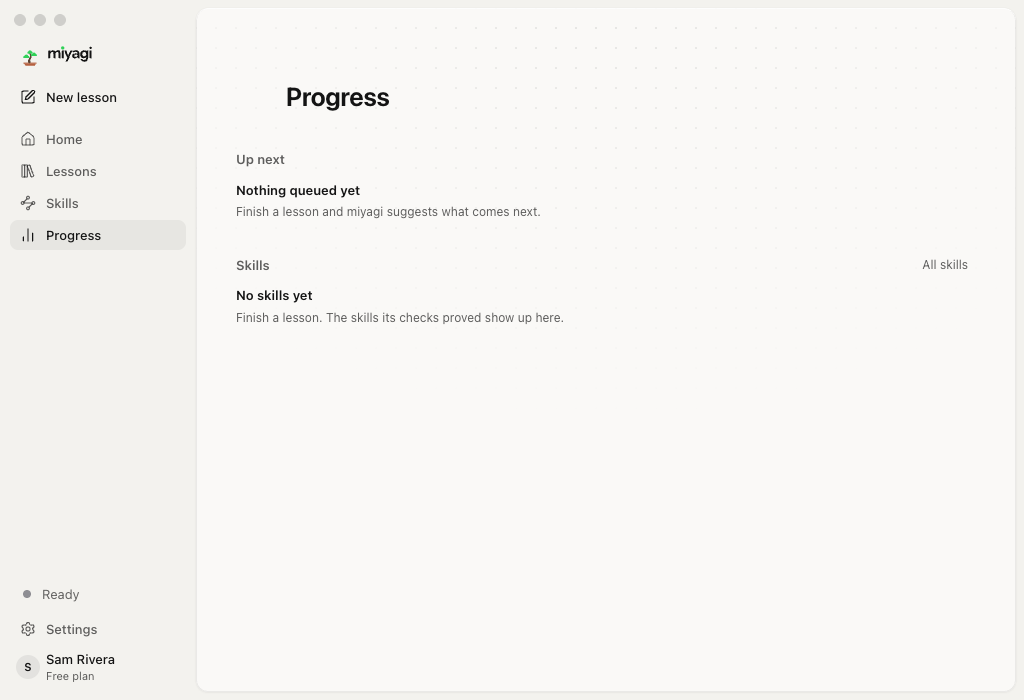 miyagi
New lesson
Home
Lessons
Skills
Progress
Ready
Settings
S
Sam Rivera
Free plan
Progress
Up next
Nothing queued yet
Finish a lesson and miyagi suggests what comes next.
Skills
All skills
No skills yet
Finish a lesson. The skills its checks proved show up here.